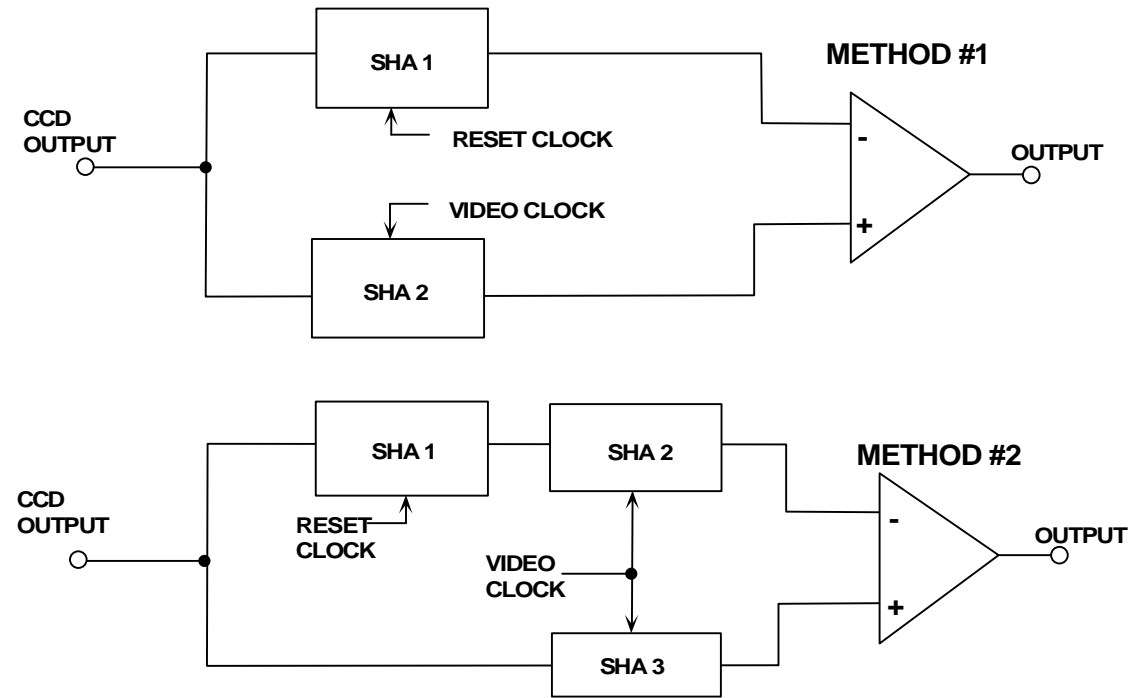 METHOD #1
SHA 1
CCD
OUTPUT
RESET CLOCK
-
OUTPUT
VIDEO CLOCK
+
SHA 2
METHOD #2
SHA 1
SHA 2
CCD
OUTPUT
RESET
CLOCK
-
OUTPUT
VIDEO
CLOCK
+
SHA 3